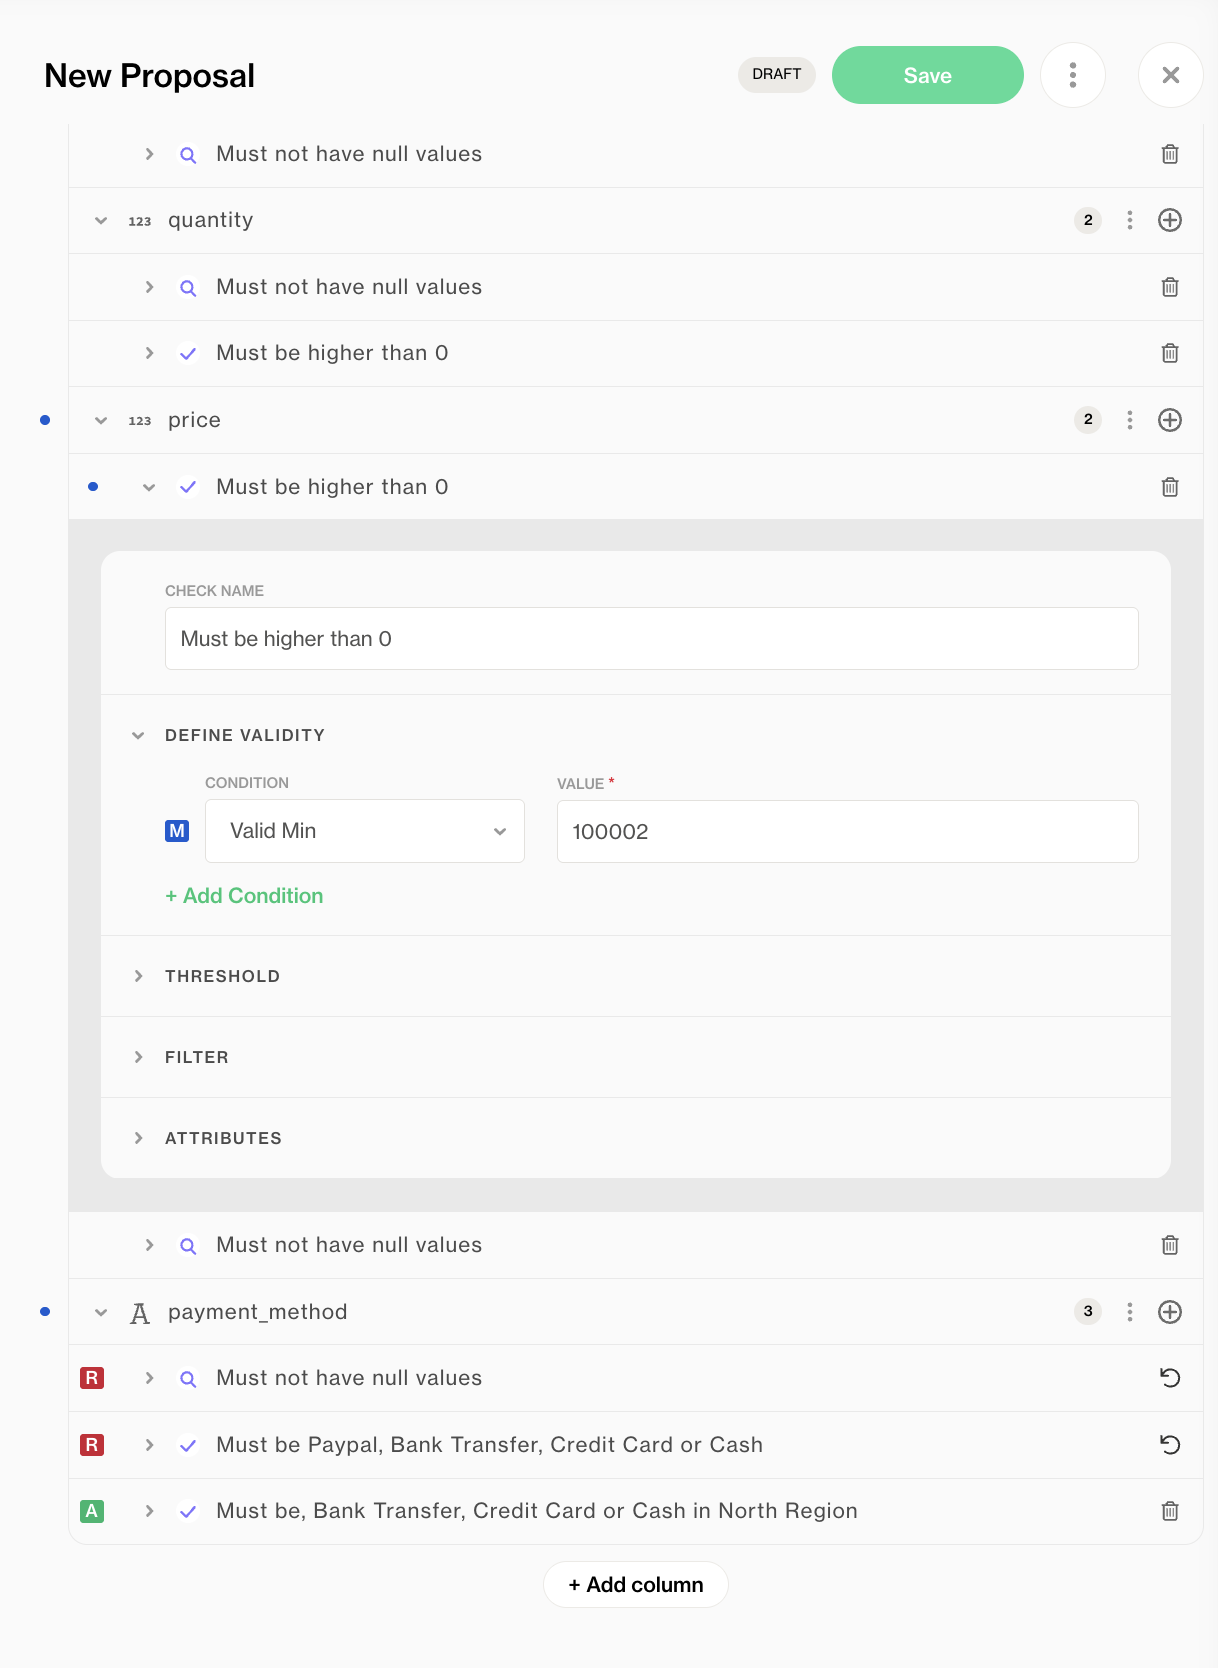 New Proposal
DRAFT
Save
Must not have null values
123 quantity 2
Must not have null values
Must be higher than 0
123 price 2
Must be higher than 0
CHECK NAME
Must be higher than 0
DEFINE VALIDITY
CONDITION VALUE *
M Valid Min 100002
+ Add Condition
THRESHOLD
FILTER
ATTRIBUTES
Must not have null values
A payment_method 3
R Must not have null values
R Must be Paypal, Bank Transfer, Credit Card or Cash
A Must be, Bank Transfer, Credit Card or Cash in North Region
+ Add column